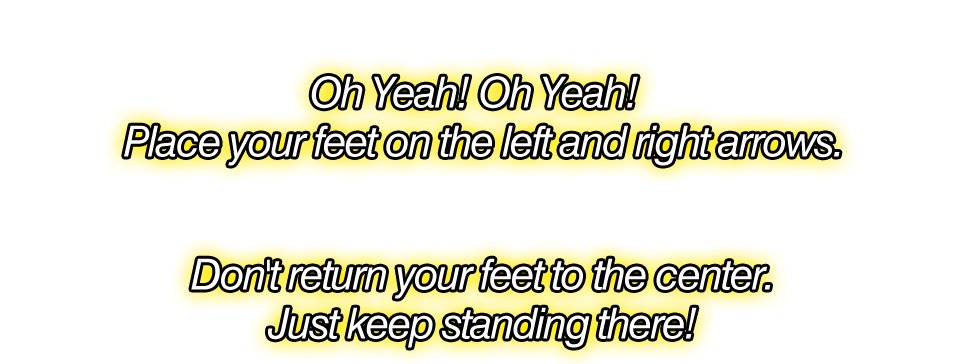 Oh Yeah! Oh Yeah!
Place your feet on the left and right arrows.
Don't return your feet to the center.
Just keep standing there!